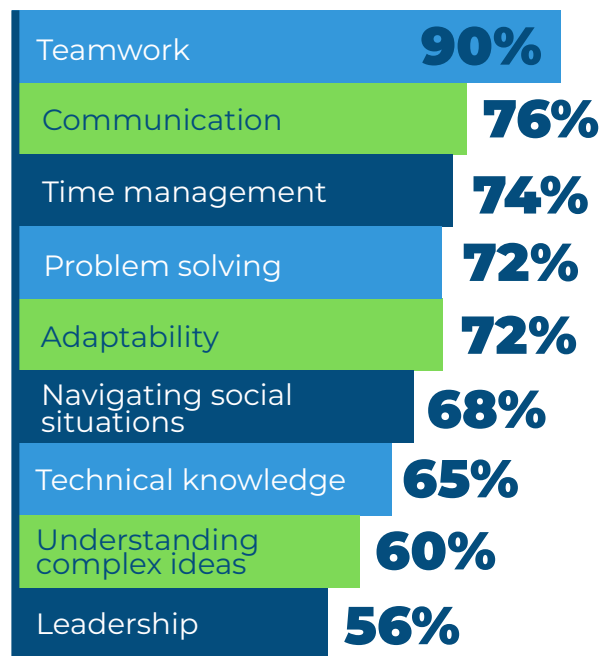 Teamwork 90%
Communication 76%
Time management 74%
Problem solving 72%
Adaptability 72%
Navigating social
situations 68%
Technical knowledge 65%
Understanding
complex ideas 60%
Leadership 56%